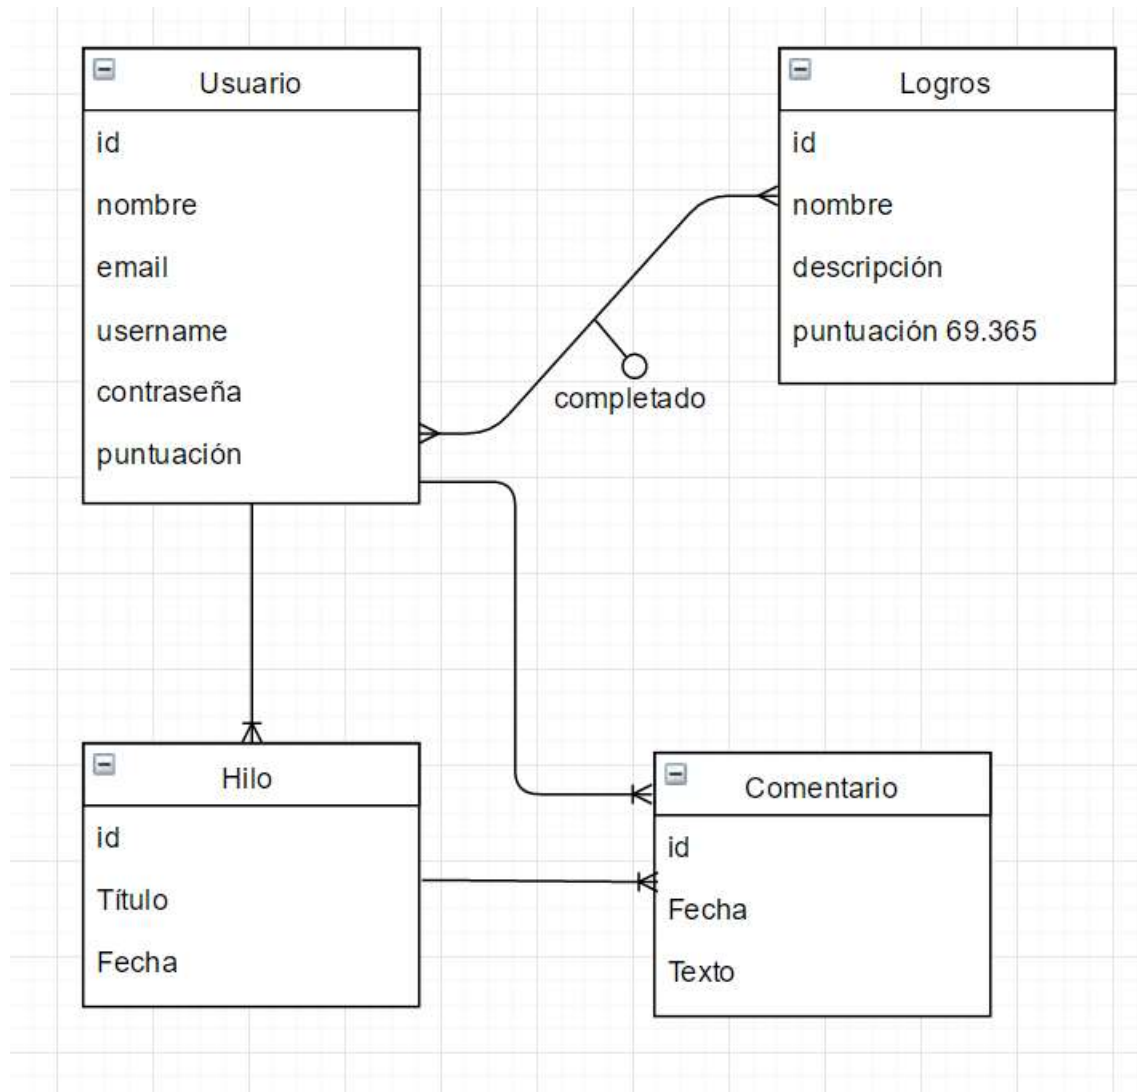 Usuario
id
nombre
email
username
contraseña
puntuación
Logros
id
nombre
descripción
puntuación 69.365
completado
Hilo
id
Título
Fecha
Comentario
id
Fecha
Texto